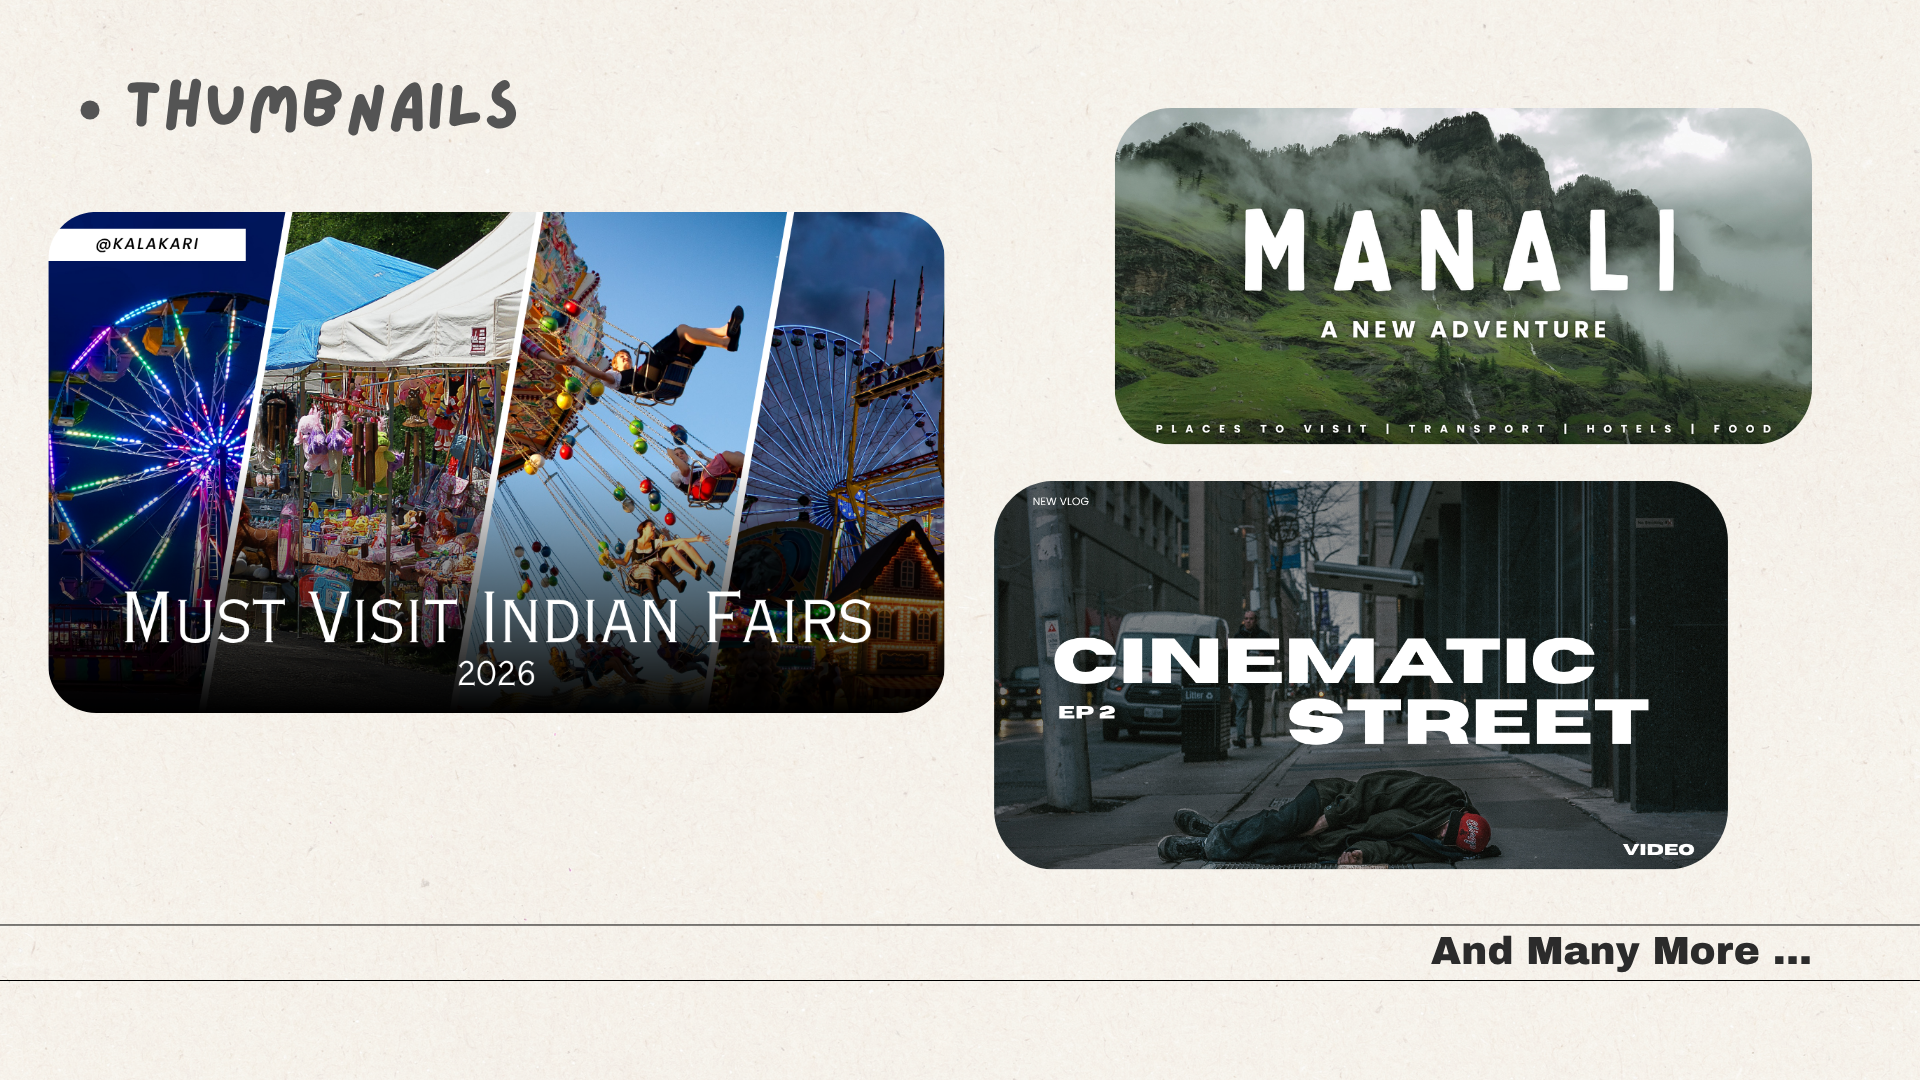 • THUMBNAILS
@KALAKARI
MUST VISIT INDIAN FAIRS
2026
MANALI
A NEW ADVENTURE
PLACES TO VISIT | TRANSPORT | HOTELS | FOOD
NEW VLOG
CINEMATIC
EP 2
STREET
Litter
VIDEO
And Many More ...